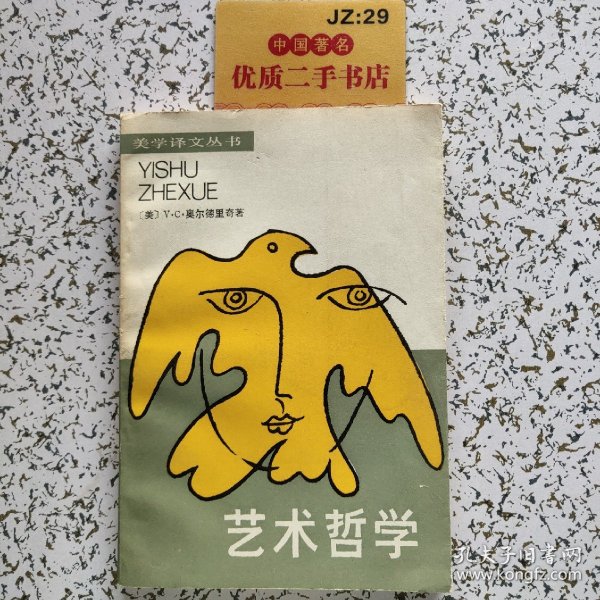 JZ:29
中国著名
优质二手书店
美学译文丛书
YISHU
ZHEXUE
〔美〕V·C·奥尔德里奇著
艺术哲学
孔夫子旧书网
www.kongfz.com